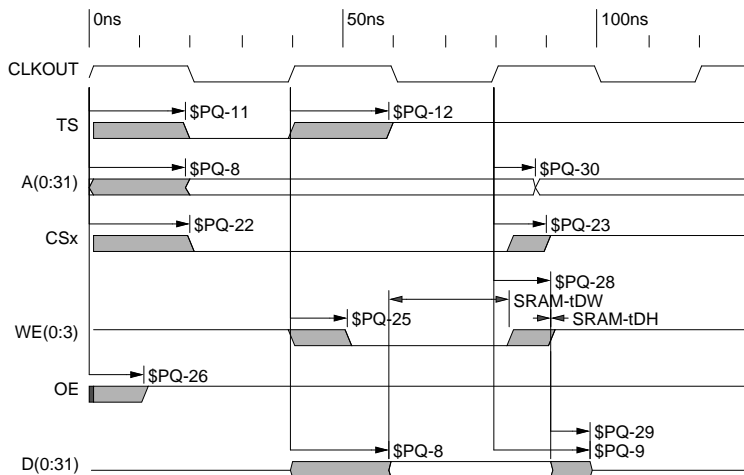 0ns 50ns 100ns
CLKOUT
$PQ-11 $PQ-12
TS
$PQ-8 $PQ-30
A(0:31)
$PQ-22 $PQ-23
CSx
$PQ-28
SRAM-tDW
$PQ-25 SRAM-tDH
WE(0:3)
$PQ-26
OE
$PQ-29
$PQ-8 $PQ-9
D(0:31)